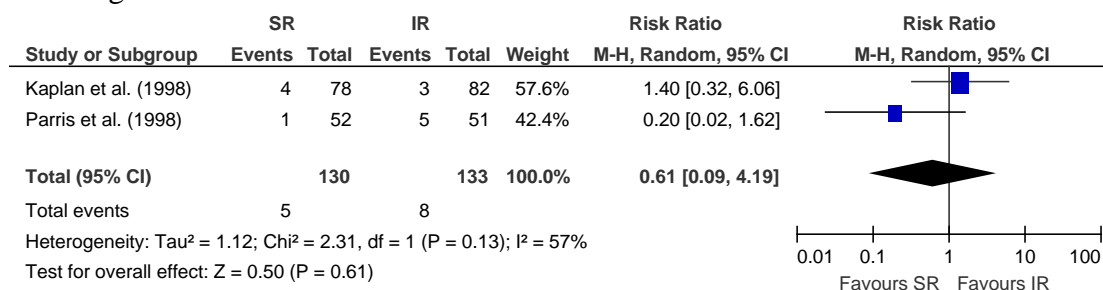 SR IR Risk Ratio Risk Ratio
Study or Subgroup Events Total Events Total Weight M-H, Random, 95% CI M-H, Random, 95% CI
Kaplan et al. (1998) 4 78 3 82 57.6% 1.40 [0.32, 6.06]
Parris et al. (1998) 1 52 5 51 42.4% 0.20 [0.02, 1.62]
Total (95% CI) 130 133 100.0% 0.61 [0.09, 4.19]
Total events 5 8
Heterogeneity: Tau² = 1.12; Chi² = 2.31, df = 1 (P = 0.13); I² = 57%
Test for overall effect: Z = 0.50 (P = 0.61)
0.01 0.1 1 10 100
Favours SR Favours IR